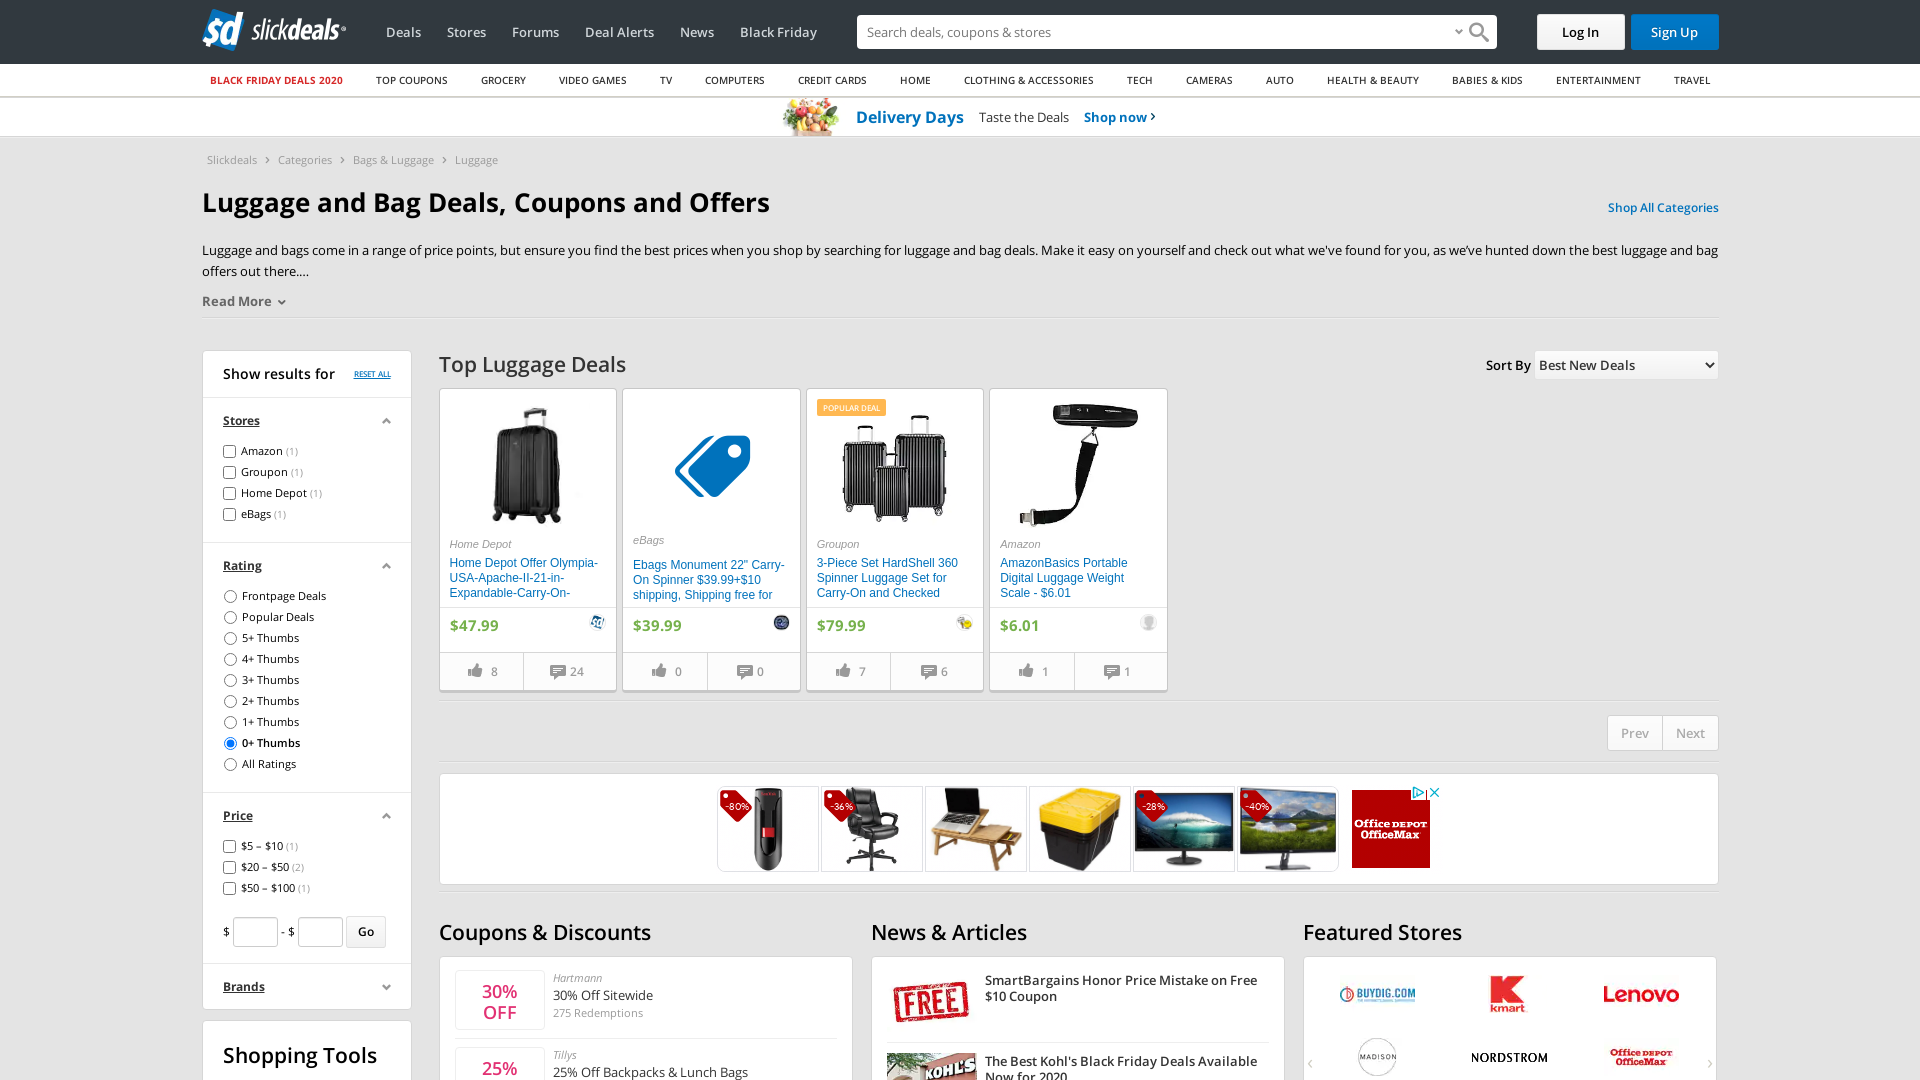 sd slickdeals
Deals
Stores
Forums
Deal Alerts
News
Black Friday
Search deals, coupons & stores
Log In
Sign Up
BLACK FRIDAY DEALS 2020
TOP COUPONS
GROCERY
VIDEO GAMES
TV
COMPUTERS
CREDIT CARDS
HOME
CLOTHING & ACCESSORIES
TECH
CAMERAS
AUTO
HEALTH & BEAUTY
BABIES & KIDS
ENTERTAINMENT
TRAVEL
Delivery Days Taste the Deals Shop now
Slickdeals > Categories > Bags & Luggage > Luggage
Luggage and Bag Deals, Coupons and Offers
Shop All Categories
Luggage and bags come in a range of price points, but ensure you find the best prices when you shop by searching for luggage and bag deals. Make it easy on yourself and check out what we've found for you, as we’ve hunted down the best luggage and bag
offers out there....
Read More
Show results for
RESET ALL
Stores
Amazon (1)
Groupon (1)
Home Depot (1)
eBags (1)
Rating
Frontpage Deals
Popular Deals
5+ Thumbs
4+ Thumbs
3+ Thumbs
2+ Thumbs
1+ Thumbs
0+ Thumbs
All Ratings
Price
$5 – $10 (1)
$20 – $50 (2)
$50 – $100 (1)
$ - $ Go
Brands
Shopping Tools
Top Luggage Deals
Sort By Best New Deals
Home Depot
Home Depot Offer Olympia-
USA-Apache-II-21-in-
Expandable-Carry-On-
$47.99
8
24
eBags
Ebags Monument 22" Carry-
On Spinner $39.99+$10
shipping, Shipping free for
$39.99
0
0
POPULAR DEAL
Groupon
3-Piece Set HardShell 360
Spinner Luggage Set for
Carry-On and Checked
$79.99
7
6
Amazon
AmazonBasics Portable
Digital Luggage Weight
Scale - $6.01
$6.01
1
1
Prev
Next
-80%
-36%
-28%
-40%
Office DEPOT
OfficeMax
Coupons & Discounts
30%
OFF
Hartmann
30% Off Sitewide
275 Redemptions
25%
Tillys
25% Off Backpacks & Lunch Bags
News & Articles
FREE
SmartBargains Honor Price Mistake on Free
$10 Coupon
KOHL'S
The Best Kohl's Black Friday Deals Available
Now for 2020
Featured Stores
BUYDIG.COM
K
kmart
Lenovo
MADISON
NORDSTROM
Office DEPOT
OfficeMax